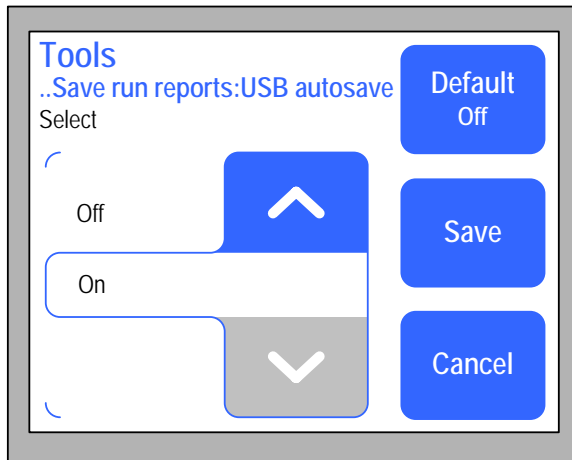 Tools
..Save run reports:USB autosave
Select
Off
On
Default
Off
Save
Cancel